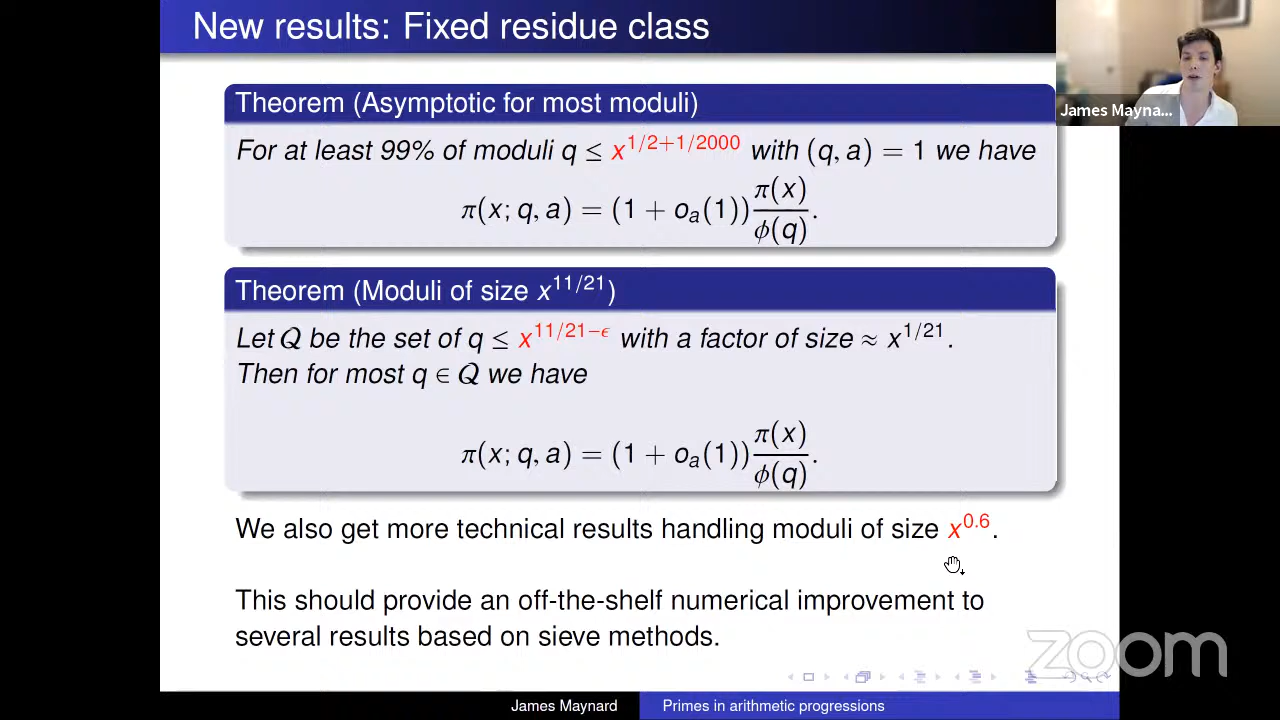 New results: Fixed residue class
James Mayna...
Theorem (Asymptotic for most moduli)
For at least 99% of moduli q ≤ x^{1/2+1/2000} with (q, a) = 1 we have
π(x; q, a) = (1 + o_a(1)) π(x)/ϕ(q).
Theorem (Moduli of size x^{11/21})
Let Q be the set of q ≤ x^{11/21−ϵ} with a factor of size ≈ x^{1/21}.
Then for most q ∈ Q we have
π(x; q, a) = (1 + o_a(1)) π(x)/ϕ(q).
We also get more technical results handling moduli of size x^{0.6}.
This should provide an off-the-shelf numerical improvement to
several results based on sieve methods.
zoom
James Maynard
Primes in arithmetic progressions